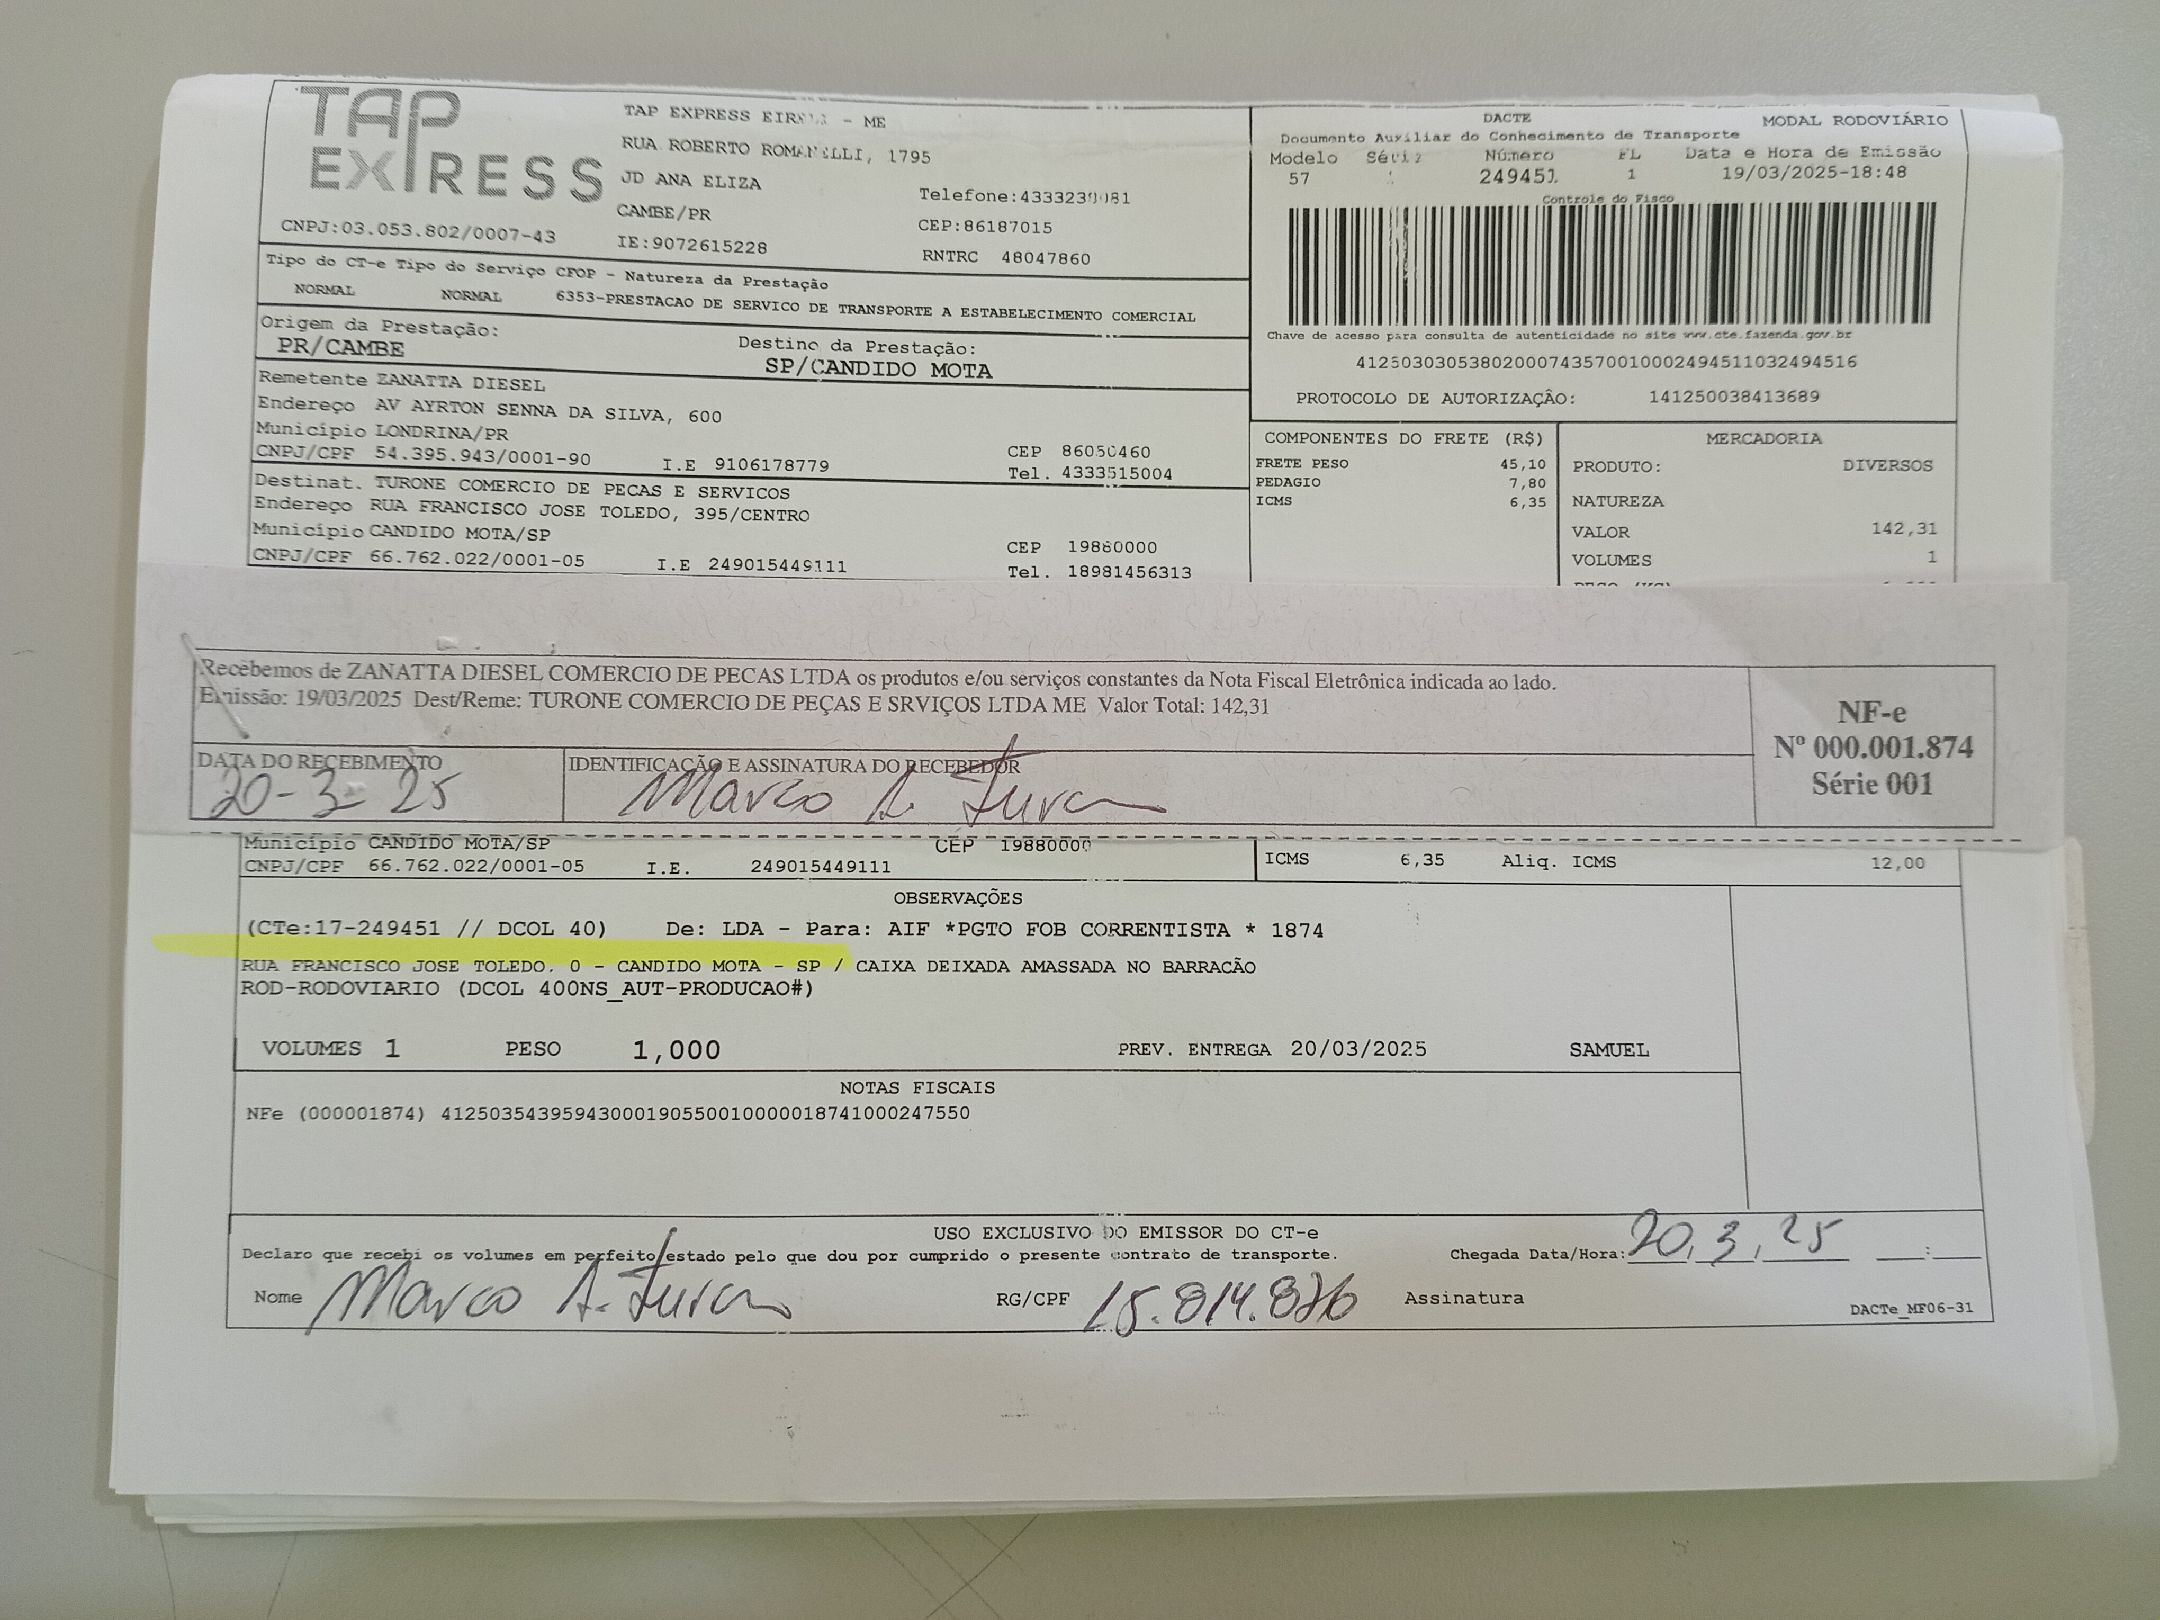 TAP EXPRESS
TAP EXPRESS - ME
RUA ROBERTO ROMANELLI, 1795
JD ANA ELIZA
CAMBE/PR
CNPJ:03.053.802/0007-43
IE:9072615228
CEP:86187015
RNTRC 48047860
DACTE MODAL RODOVIÁRIO
Documento Auxiliar do Conhecimento de Transporte
Modelo Série Número FL Data e Hora de Emissão
57 249451 1 19/03/2025-18:48
Controle do Fisco
Chave de acesso para consulta de autenticidade no site www.cte.fazenda.gov.br
41250303053802000743570010002494511032494516
PROTOCOLO DE AUTORIZAÇÃO: 141250038413689
Tipo do CT-e Tipo do Serviço CFOP - Natureza da Prestação
NORMAL NORMAL 6353-PRESTACAO DE SERVICO DE TRANSPORTE A ESTABELECIMENTO COMERCIAL
Origem da Prestação: Destino da Prestação:
PR/CAMBE SP/CANDIDO MOTA
Remetente ZANATTA DIESEL
Endereço AV AYRTON SENNA DA SILVA, 600
Município LONDRINA/PR CEP 86050460
CNPJ/CPF 54.395.943/0001-90 I.E 9106178779 Tel. 4333515004
Destinat. TURONE COMERCIO DE PECAS E SERVICOS
Endereço RUA FRANCISCO JOSE TOLEDO, 395/CENTRO
Município CANDIDO MOTA/SP CEP 19880000
CNPJ/CPF 66.762.022/0001-05 I.E 249015449111 Tel. 18981456313
COMPONENTES DO FRETE (R$)
FRETE PESO 45,10
PEDAGIO 7,80
ICMS 6,35
MERCADORIA
PRODUTO: DIVERSOS
NATUREZA
VALOR 142,31
VOLUMES 1
Recebemos de ZANATTA DIESEL COMERCIO DE PECAS LTDA os produtos e/ou serviços constantes da Nota Fiscal Eletrônica indicada ao lado.
Emissão: 19/03/2025 Dest/Reme: TURONE COMERCIO DE PEÇAS E SRVIÇOS LTDA ME Valor Total: 142,31
NF-e
Nº 000.001.874
Série 001
DATA DO RECEBIMENTO IDENTIFICAÇÃO E ASSINATURA DO RECEBEDOR
20-3-25 Marco A.
Município CANDIDO MOTA/SP CEP 19880000
CNPJ/CPF 66.762.022/0001-05 I.E. 249015449111
ICMS 6,35 Aliq. ICMS 12,00
OBSERVAÇÕES
(CTe:17-249451 // DCOL 40) De: LDA - Para: AIF *PGTO FOB CORRENTISTA * 1874
RUA FRANCISCO JOSE TOLEDO, 0 - CANDIDO MOTA - SP / CAIXA DEIXADA AMASSADA NO BARRACÃO
ROD-RODOVIARIO (DCOL 400NS_AUT-PRODUCAO#)
VOLUMES 1 PESO 1,000 PREV. ENTREGA 20/03/2025 SAMUEL
NOTAS FISCAIS
NFe (000001874) 41250354395943000190550010000018741000247550
USO EXCLUSIVO DO EMISSOR DO CT-e
Declaro que recebi os volumes em perfeito estado pelo que dou por cumprido o presente contrato de transporte. Chegada Data/Hora: 20,3,25
Nome Marco A. RG/CPF 15.814.826 Assinatura
DACTe_MF06-31